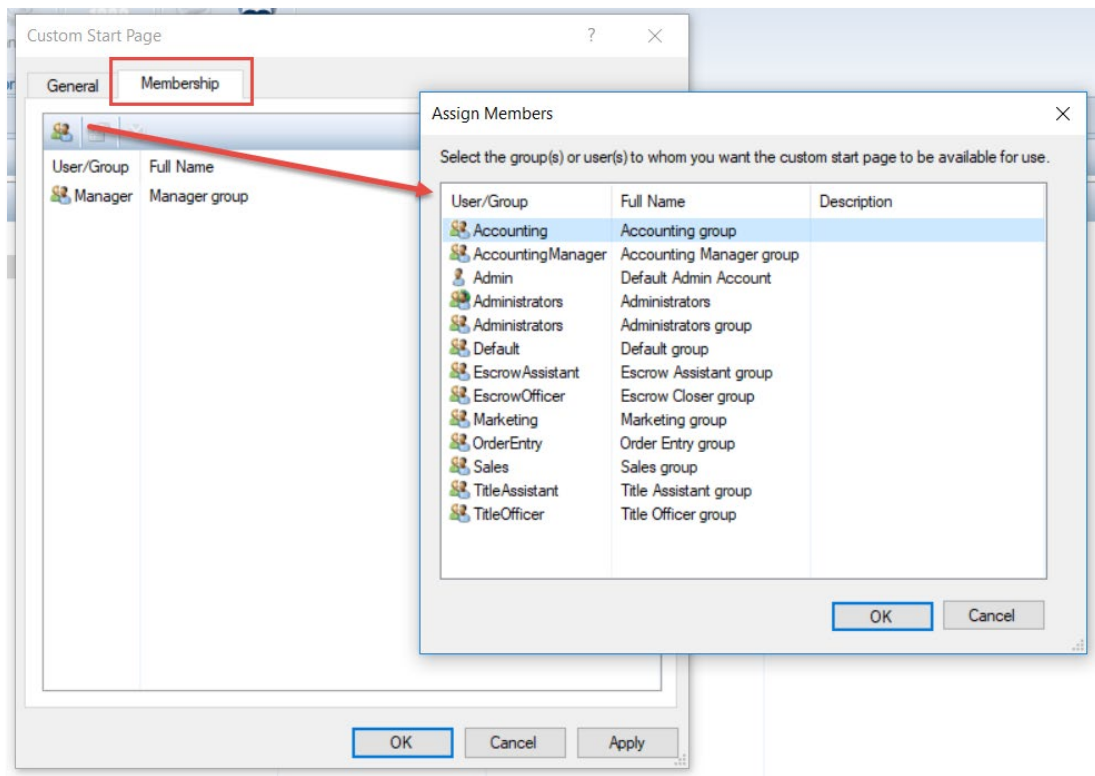 Custom Start Page
?
General Membership
User/Group Full Name
Manager Manager group
OK Cancel Apply
Assign Members
Select the group(s) or user(s) to whom you want the custom start page to be available for use.
User/Group Full Name Description
Accounting Accounting group
AccountingManager Accounting Manager group
Admin Default Admin Account
Administrators Administrators
Administrators Administrators group
Default Default group
EscrowAssistant Escrow Assistant group
EscrowOfficer Escrow Closer group
Marketing Marketing group
OrderEntry Order Entry group
Sales Sales group
TitleAssistant Title Assistant group
TitleOfficer Title Officer group
OK Cancel